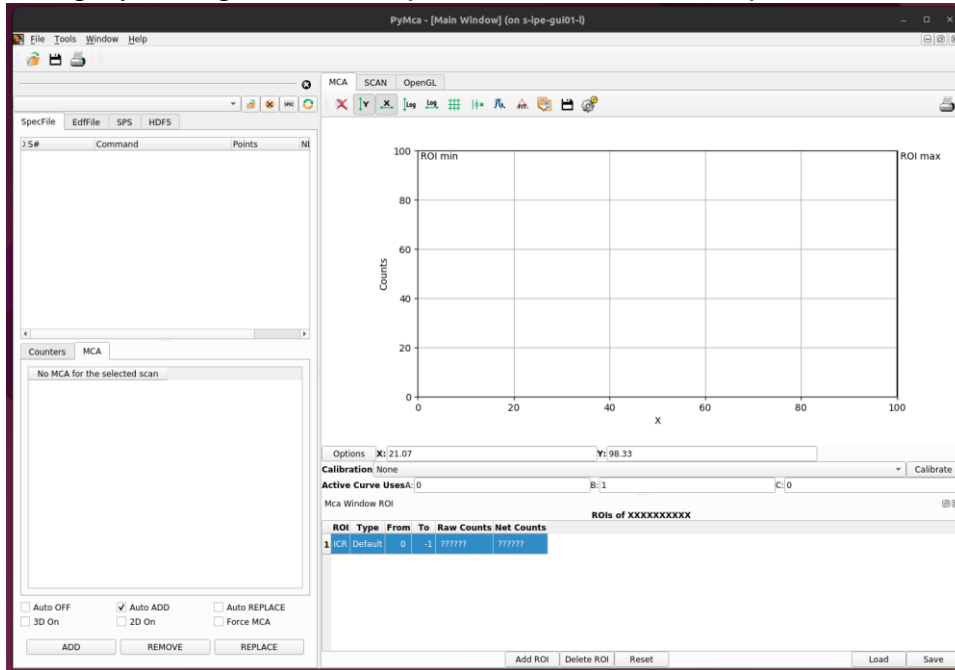 PyMca - [Main Window] (on s-ipe-gui01-l)
File Tools Window Help
MCA SCAN OpenGL
SPEC
Log Log
SpecFile EdfFile SPS HDF5
S# Command Points
100
ROI min
ROI max
80
60
40
20
0
Counts
0 20 40 60 80 100
X
Counters MCA
No MCA for the selected scan
Options X: 21.07 Y: 98.33
Calibration None Calibrate
Active Curve Uses A: 0 B: 1 C: 0
Mca Window ROI
ROIs of XXXXXXXXXX
ROI Type From To Raw Counts Net Counts
1 ICR Default 0 -1 ?????? ??????
Auto OFF Auto ADD Auto REPLACE
3D On 2D On Force MCA
ADD REMOVE REPLACE
Add ROI Delete ROI Reset Load Save